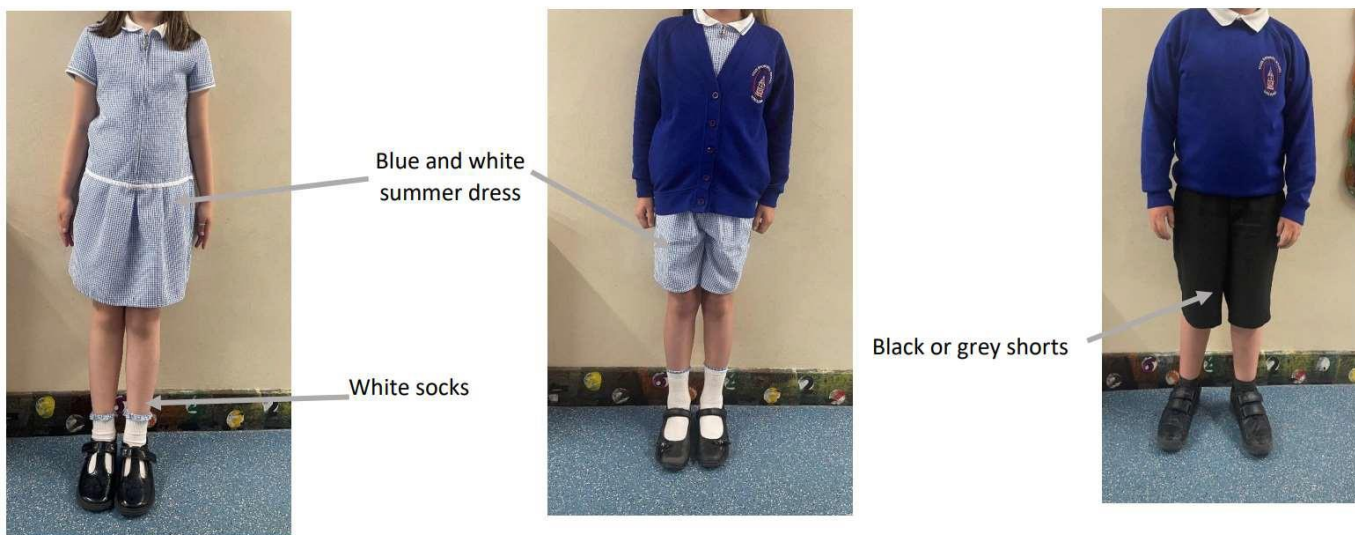 Blue and white
summer dress
White socks
Black or grey shorts